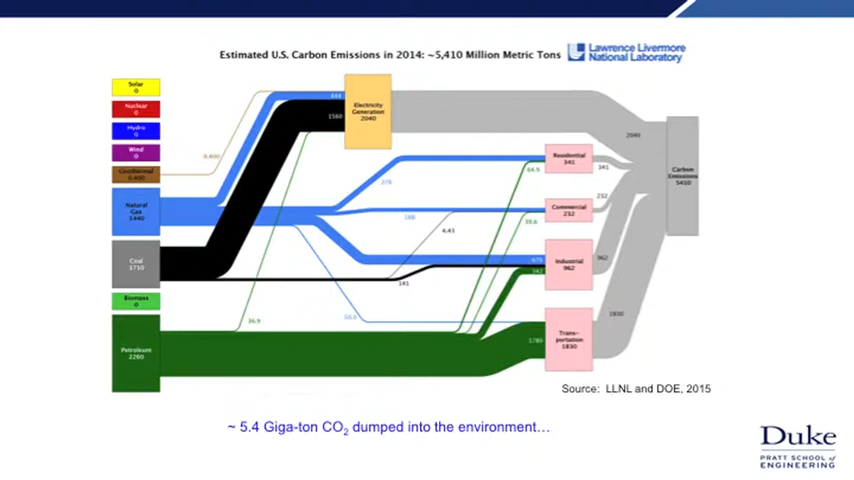 Estimated U.S. Carbon Emissions in 2014: ~5,410 Million Metric Tons
Lawrence Livermore
National Laboratory
Solar
0
Nuclear
0
Hydro
0
Wind
0
Geothermal
0.400
Natural
Gas
1440
Coal
1710
Biomass
0
Petroleum
2260
0.400
444
1560
Electricity
Generation
2040
2040
276
188
4.43
141
36.9
56.6
64.9
39.6
479
342
1780
Residential
341
Commercial
232
Industrial
962
Trans-
portation
1830
341
232
962
1830
Carbon
Emissions
5410
Source: LLNL and DOE, 2015
~ 5.4 Giga-ton CO2 dumped into the environment…
Duke
PRATT SCHOOL of
ENGINEERING